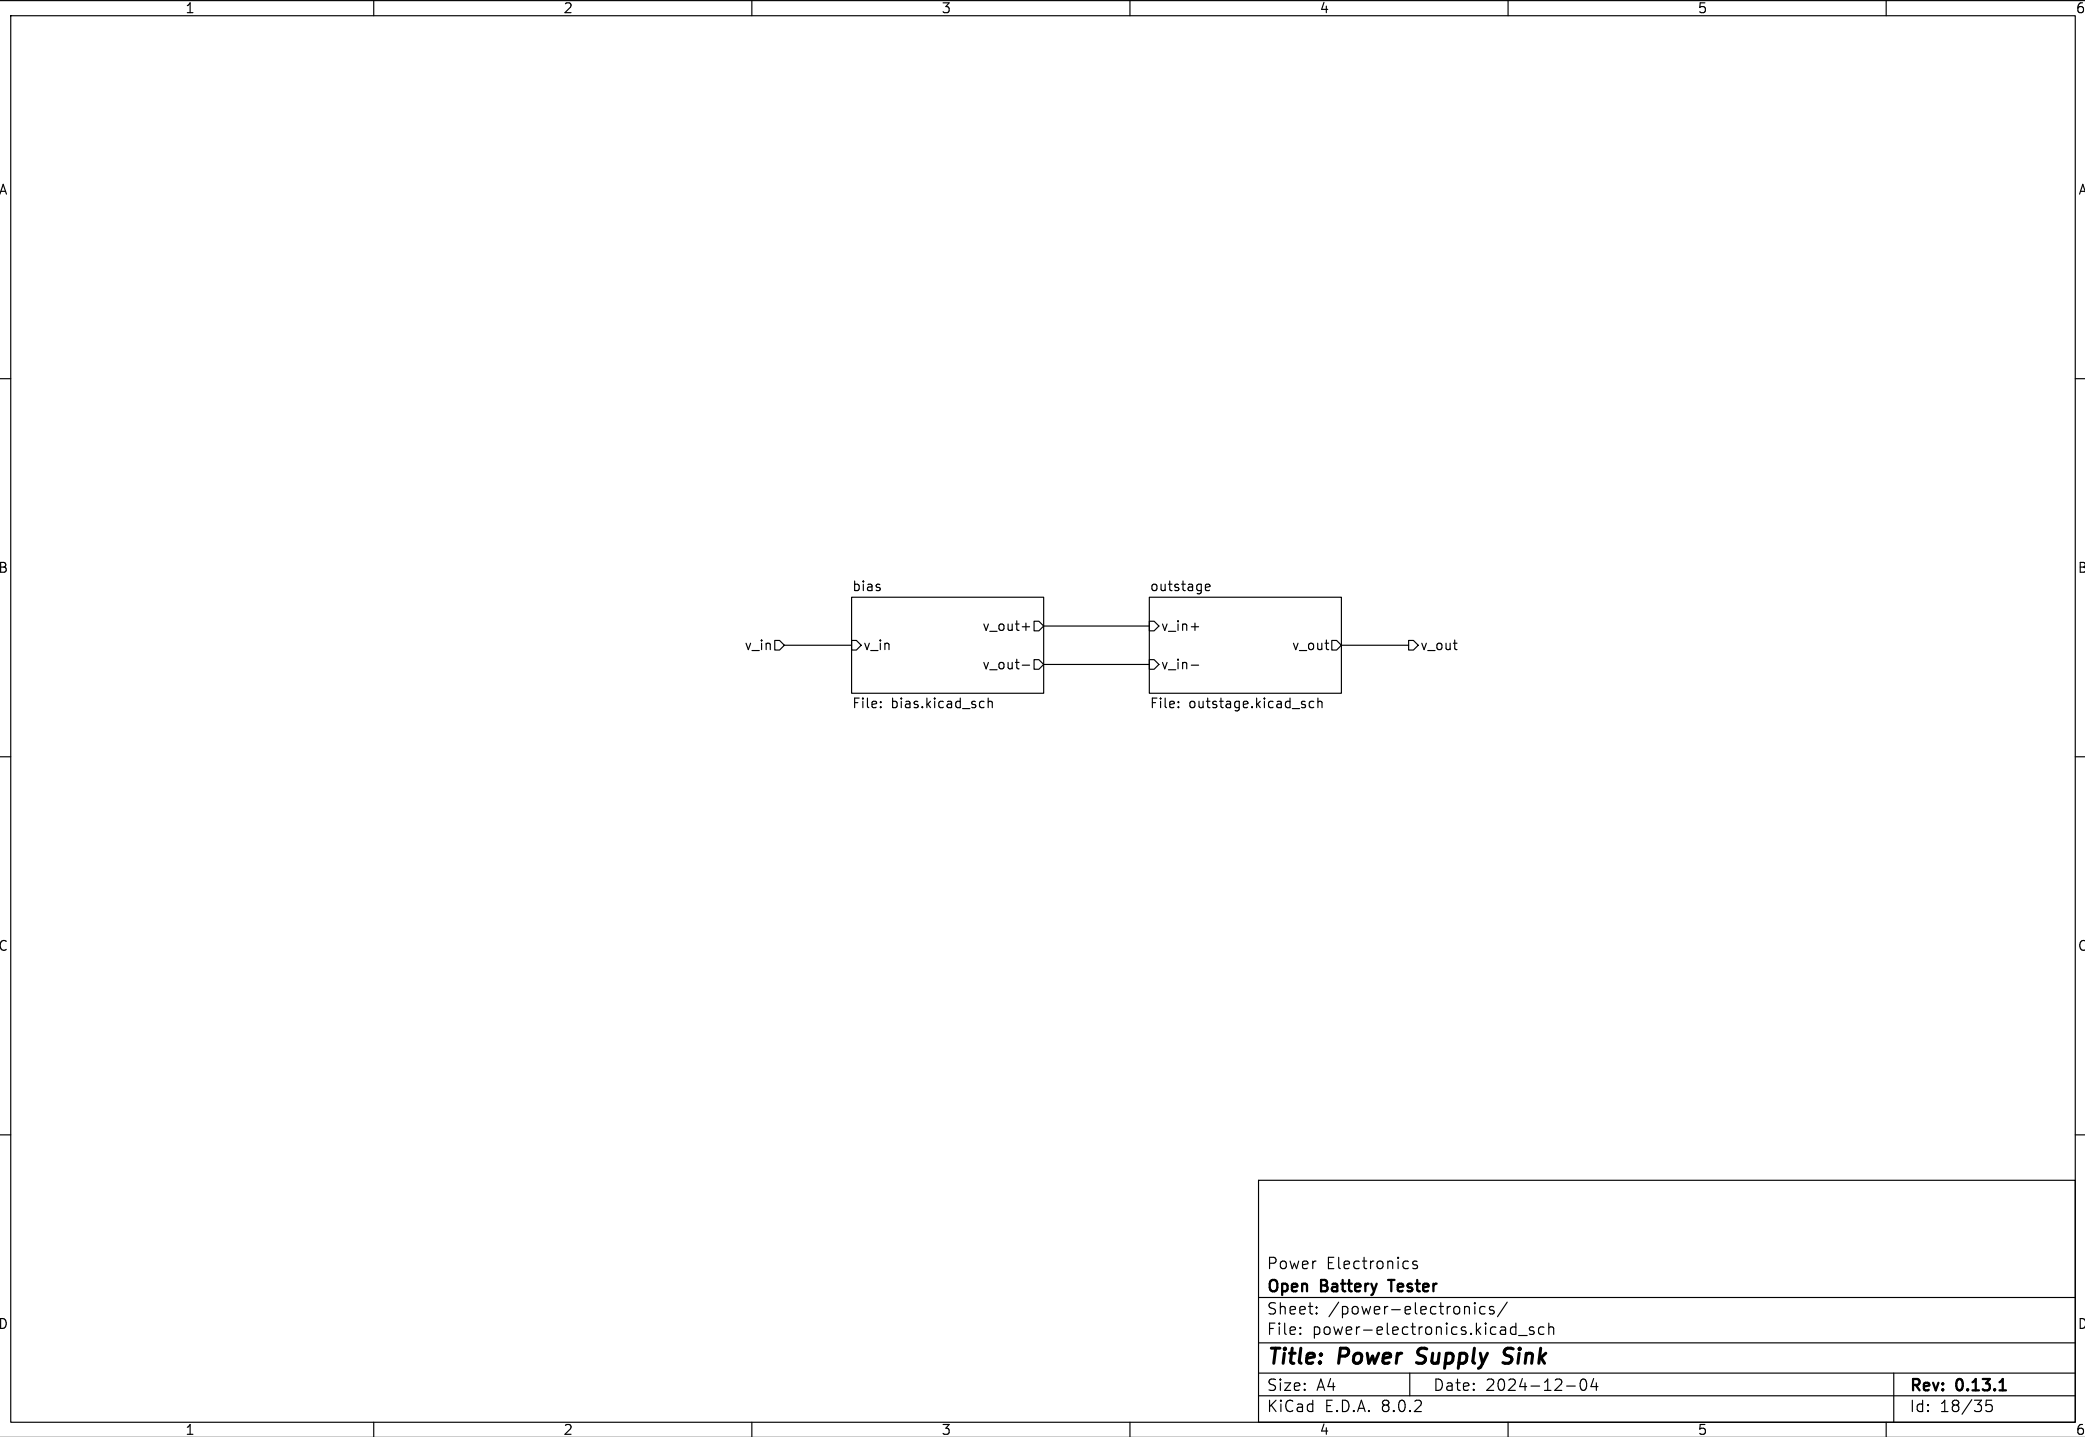 1 2 3 4 5 6
A A
bias outstage
B B
v_out+ v_in+
v_in v_in v_out v_out
v_out- v_in-
File: bias.kicad_sch File: outstage.kicad_sch
C C
Power Electronics
Open Battery Tester
Sheet: /power-electronics/
File: power-electronics.kicad_sch
D D
Title: Power Supply Sink
Size: A4 Date: 2024-12-04 Rev: 0.13.1
KiCad E.D.A. 8.0.2 Id: 18/35
1 2 3 4 5 6